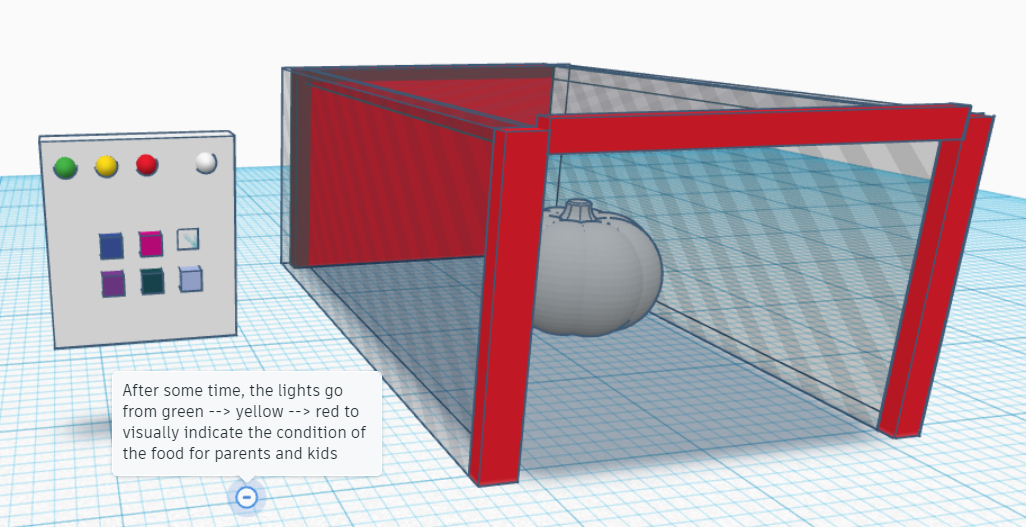 After some time, the lights go
from green --> yellow --> red to
visually indicate the condition of
the food for parents and kids